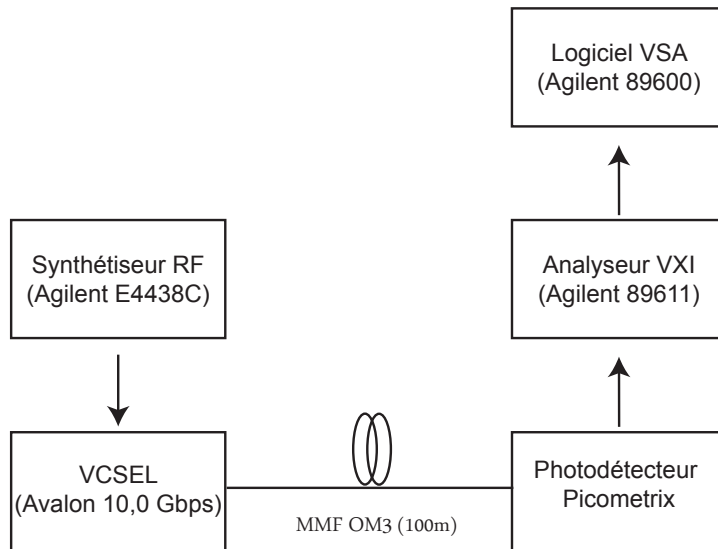 Logiciel VSA
(Agilent 89600)
Synthétiseur RF
(Agilent E4438C)
Analyseur VXI
(Agilent 89611)
VCSEL
(Avalon 10,0 Gbps)
MMF OM3 (100m)
Photodétecteur
Picometrix